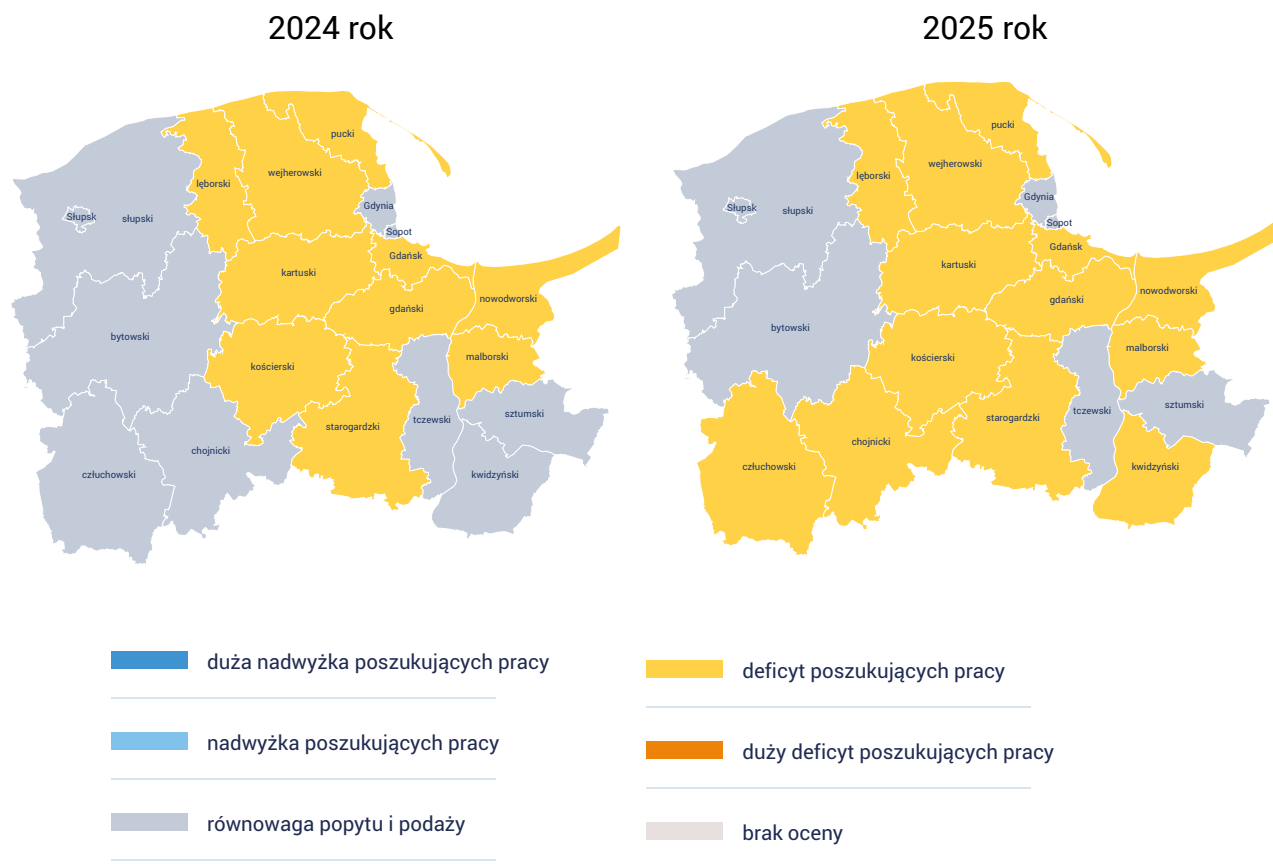 2024 rok
pucki
wejherowski
lęborski
Gdynia
Słupsk
słupski
Sopot
Gdańsk
kartuski
nowodworski
gdański
bytowski
malborski
kościerski
sztumski
tczewski
starogardzki
chojnicki
człuchowski
kwidzyński
2025 rok
pucki
wejherowski
lęborski
Gdynia
Słupsk
słupski
Sopot
Gdańsk
kartuski
nowodworski
gdański
bytowski
malborski
kościerski
sztumski
tczewski
starogardzki
chojnicki
człuchowski
kwidzyński
duża nadwyżka poszukujących pracy
nadwyżka poszukujących pracy
równowaga popytu i podaży
deficyt poszukujących pracy
duży deficyt poszukujących pracy
brak oceny